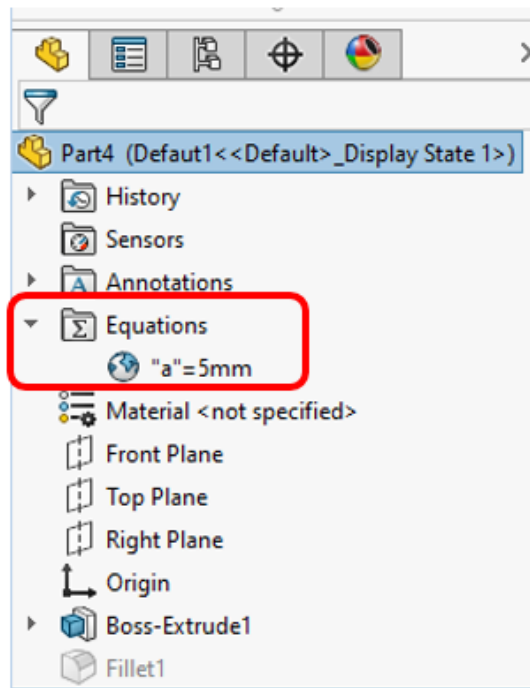 Part4 (Defaut1<<Default>_Display State 1>)
History
Sensors
A Annotations
Σ Equations
"a"=5mm
Material <not specified>
Front Plane
Top Plane
Right Plane
Origin
Boss-Extrude1
Fillet1